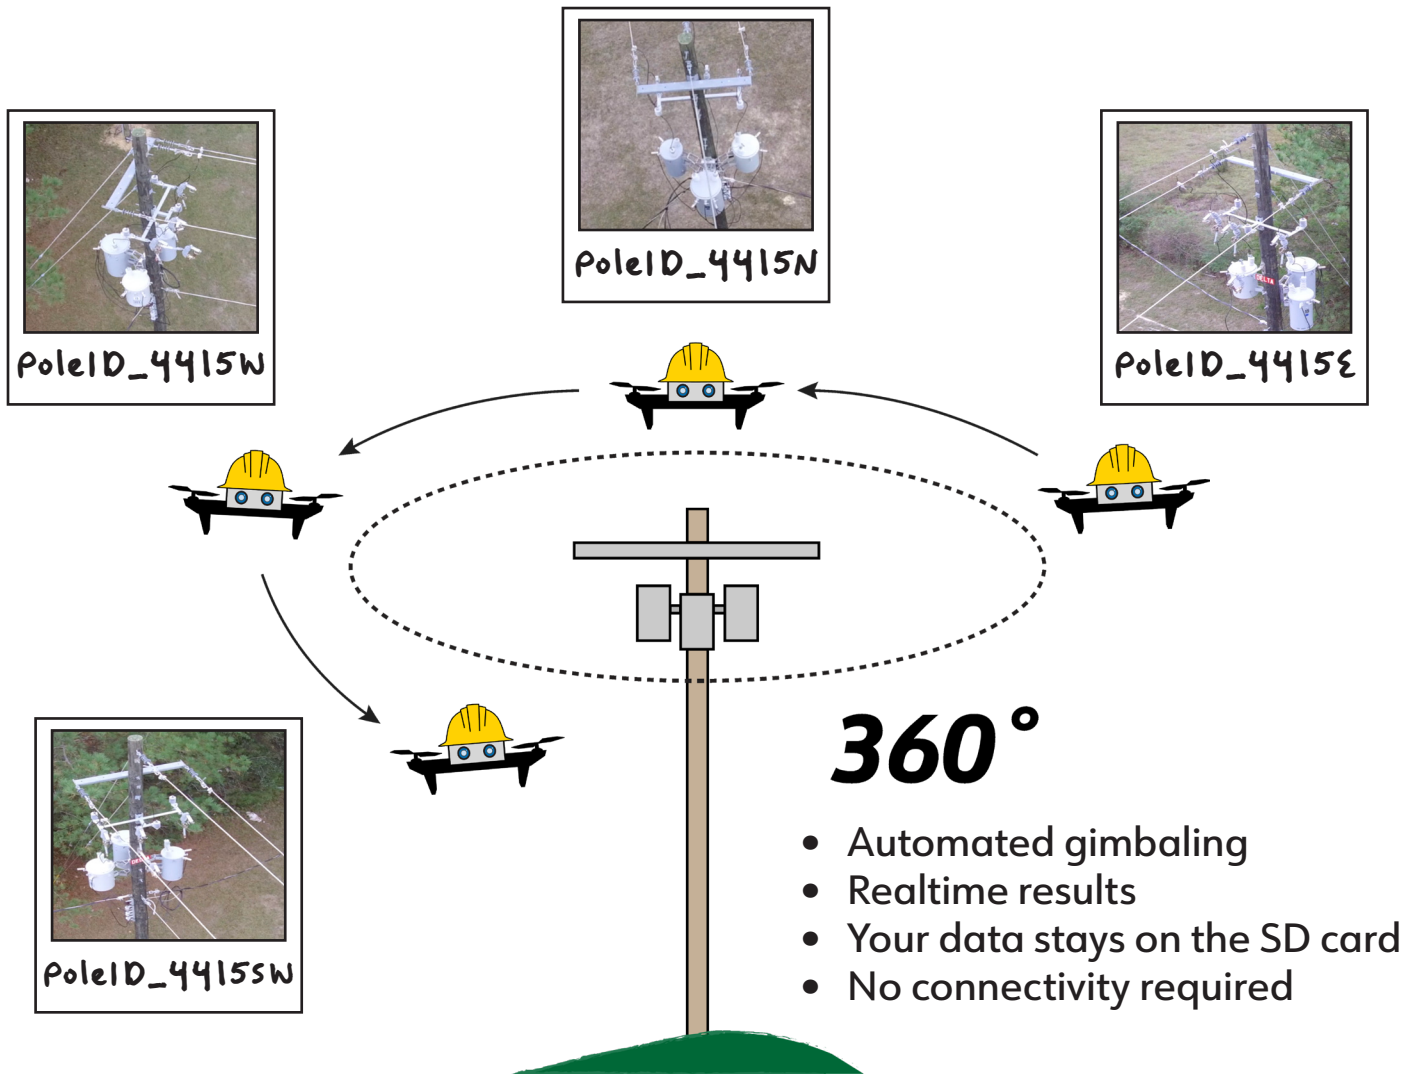 PoleID_4415N
PoleID_4415W
PoleID_4415E
PoleID_4415SW
360°
• Automated gimbaling
• Realtime results
• Your data stays on the SD card
• No connectivity required
DELTA